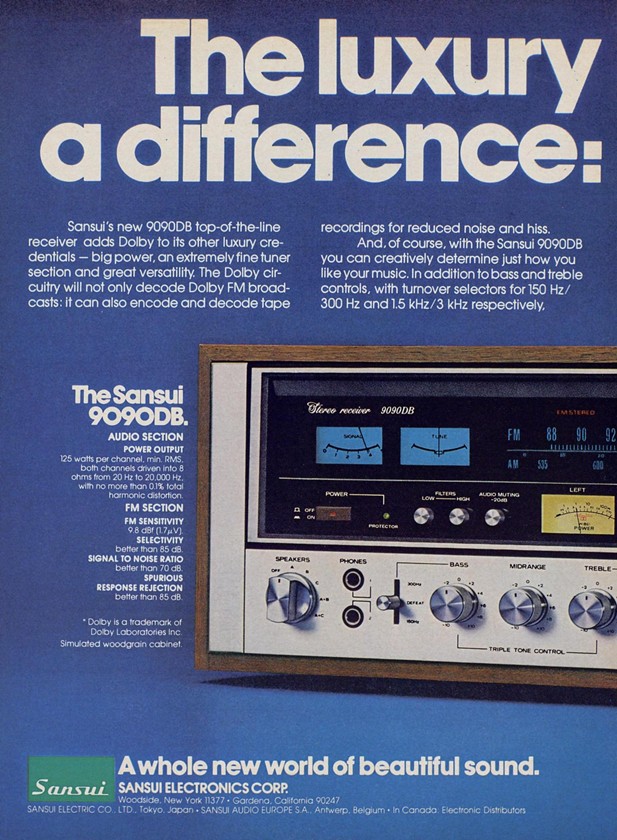 The luxury
a difference:
Sansui's new 9090DB top-of-the-line
receiver adds Dolby to its other luxury cre-
dentials — big power, an extremely fine tuner
section and great versatility. The Dolby cir-
cuitry will not only decode Dolby FM broad-
casts: it can also encode and decode tape
recordings for reduced noise and hiss.
And, of course, with the Sansui 9090DB
you can creatively determine just how you
like your music. In addition to bass and treble
controls, with turnover selectors for 150 Hz/
300 Hz and 1.5 kHz/3 kHz respectively,
The Sansui
9090DB.
AUDIO SECTION
POWER OUTPUT
125 watts per channel, min. RMS,
both channels driven into 8
ohms from 20 Hz to 20,000 Hz,
with no more than 0.1% total
harmonic distortion.
FM SECTION
FM SENSITIVITY
9.8 dBf (1.7μV).
SELECTIVITY
better than 85 dB.
SIGNAL TO NOISE RATIO
better than 70 dB.
SPURIOUS
RESPONSE REJECTION
better than 85 dB.
* Dolby is a trademark of
Dolby Laboratories Inc.
Simulated woodgrain cabinet.
Stereo receiver 9090DB
FM STEREO
SIGNAL
0 1 2 3 4 5
TUNE
FM 88 90 92
AM 535 600
POWER
OFF
ON
PROTECTOR
FILTERS
LOW HIGH
AUDIO MUTING
-20dB
LEFT
POWER
SPEAKERS
OFF A B C A+B A+C
PHONES
300Hz
DEFEAT
150Hz
BASS
MIDRANGE
TREBLE
TRIPLE TONE CONTROL
Sansui
A whole new world of beautiful sound.
SANSUI ELECTRONICS CORP.
Woodside, New York 11377 • Gardena, California 90247
SANSUI ELECTRIC CO., LTD., Tokyo, Japan • SANSUI AUDIO EUROPE S.A., Antwerp, Belgium • In Canada: Electronic Distributors